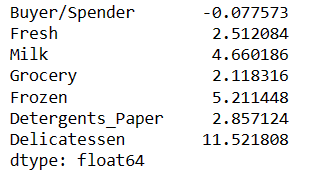 Buyer/Spender -0.077573
Fresh 2.512084
Milk 4.660186
Grocery 2.118316
Frozen 5.211448
Detergents_Paper 2.857124
Delicatessen 11.521808
dtype: float64